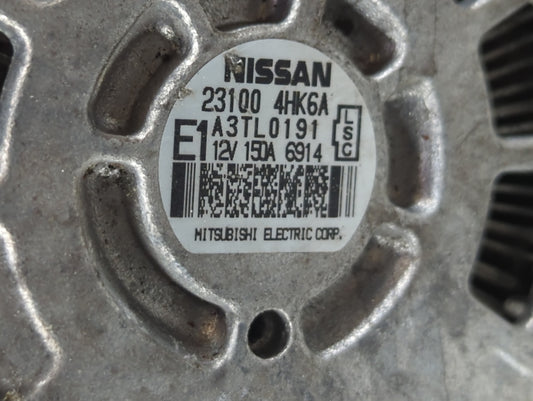 NISSAN
23100 4HK6A
E1 A3TL0191 LSC
12V 150A 6914
MITSUBISHI ELECTRIC CORP.